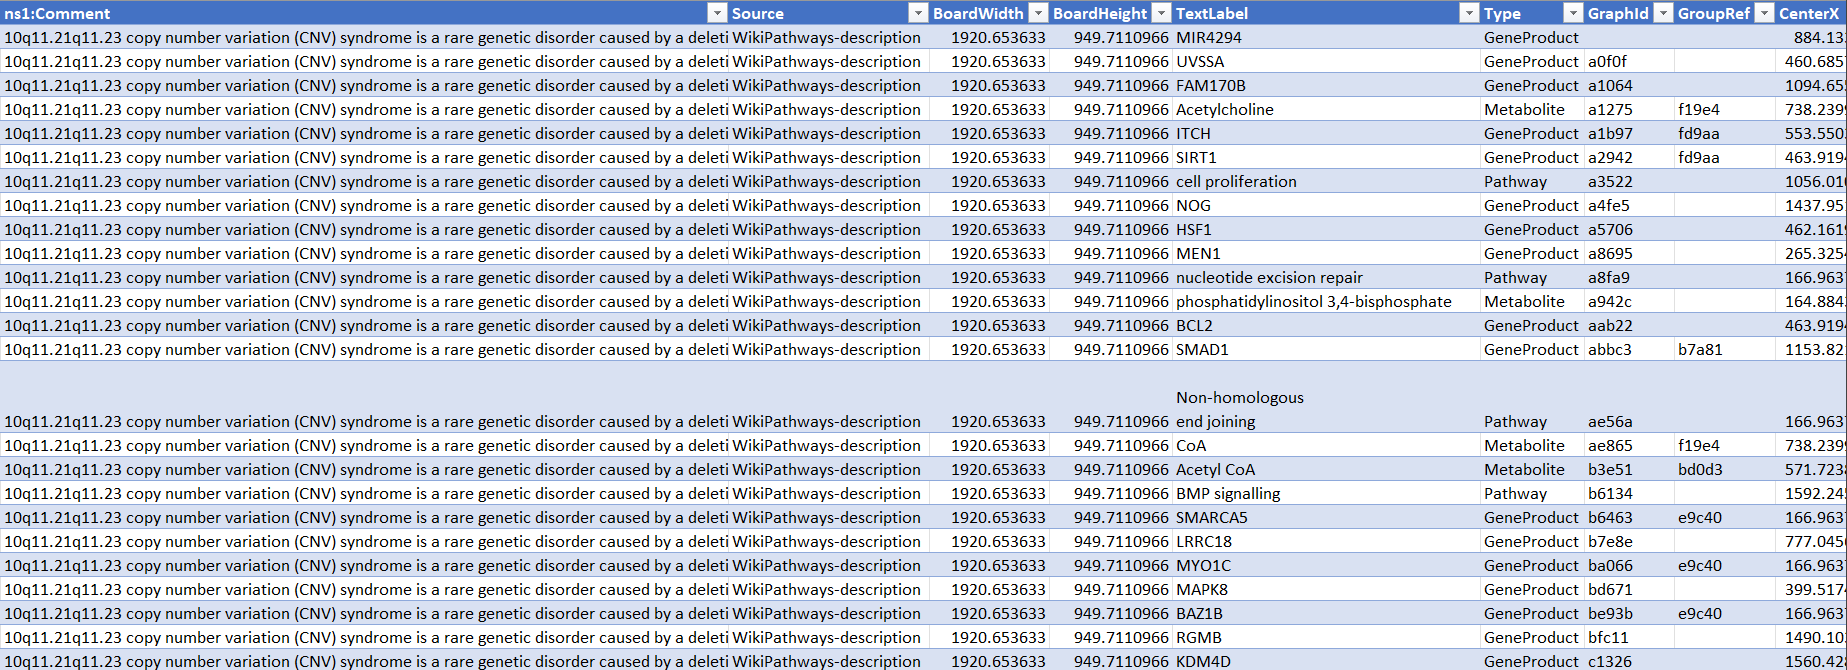 ns1:Comment Source BoardWidth BoardHeight TextLabel Type GraphId GroupRef CenterX
10q11.21q11.23 copy number variation (CNV) syndrome is a rare genetic disorder caused by a deleti WikiPathways-description 1920.653633 949.7110966 MIR4294 GeneProduct 884.13
10q11.21q11.23 copy number variation (CNV) syndrome is a rare genetic disorder caused by a deleti WikiPathways-description 1920.653633 949.7110966 UVSSA GeneProduct a0f0f 460.685
10q11.21q11.23 copy number variation (CNV) syndrome is a rare genetic disorder caused by a deleti WikiPathways-description 1920.653633 949.7110966 FAM170B GeneProduct a1064 1094.65
10q11.21q11.23 copy number variation (CNV) syndrome is a rare genetic disorder caused by a deleti WikiPathways-description 1920.653633 949.7110966 Acetylcholine Metabolite a1275 f19e4 738.239
10q11.21q11.23 copy number variation (CNV) syndrome is a rare genetic disorder caused by a deleti WikiPathways-description 1920.653633 949.7110966 ITCH GeneProduct a1b97 fd9aa 553.550
10q11.21q11.23 copy number variation (CNV) syndrome is a rare genetic disorder caused by a deleti WikiPathways-description 1920.653633 949.7110966 SIRT1 GeneProduct a2942 fd9aa 463.919
10q11.21q11.23 copy number variation (CNV) syndrome is a rare genetic disorder caused by a deleti WikiPathways-description 1920.653633 949.7110966 cell proliferation Pathway a3522 1056.01
10q11.21q11.23 copy number variation (CNV) syndrome is a rare genetic disorder caused by a deleti WikiPathways-description 1920.653633 949.7110966 NOG GeneProduct a4fe5 1437.95
10q11.21q11.23 copy number variation (CNV) syndrome is a rare genetic disorder caused by a deleti WikiPathways-description 1920.653633 949.7110966 HSF1 GeneProduct a5706 462.161
10q11.21q11.23 copy number variation (CNV) syndrome is a rare genetic disorder caused by a deleti WikiPathways-description 1920.653633 949.7110966 MEN1 GeneProduct a8695 265.325
10q11.21q11.23 copy number variation (CNV) syndrome is a rare genetic disorder caused by a deleti WikiPathways-description 1920.653633 949.7110966 nucleotide excision repair Pathway a8fa9 166.963
10q11.21q11.23 copy number variation (CNV) syndrome is a rare genetic disorder caused by a deleti WikiPathways-description 1920.653633 949.7110966 phosphatidylinositol 3,4-bisphosphate Metabolite a942c 164.884
10q11.21q11.23 copy number variation (CNV) syndrome is a rare genetic disorder caused by a deleti WikiPathways-description 1920.653633 949.7110966 BCL2 GeneProduct aab22 463.919
10q11.21q11.23 copy number variation (CNV) syndrome is a rare genetic disorder caused by a deleti WikiPathways-description 1920.653633 949.7110966 SMAD1 GeneProduct abbc3 b7a81 1153.82
Non-homologous
10q11.21q11.23 copy number variation (CNV) syndrome is a rare genetic disorder caused by a deleti WikiPathways-description 1920.653633 949.7110966 end joining Pathway ae56a 166.963
10q11.21q11.23 copy number variation (CNV) syndrome is a rare genetic disorder caused by a deleti WikiPathways-description 1920.653633 949.7110966 CoA Metabolite ae865 f19e4 738.239
10q11.21q11.23 copy number variation (CNV) syndrome is a rare genetic disorder caused by a deleti WikiPathways-description 1920.653633 949.7110966 Acetyl CoA Metabolite b3e51 bd0d3 571.723
10q11.21q11.23 copy number variation (CNV) syndrome is a rare genetic disorder caused by a deleti WikiPathways-description 1920.653633 949.7110966 BMP signalling Pathway b6134 1592.24
10q11.21q11.23 copy number variation (CNV) syndrome is a rare genetic disorder caused by a deleti WikiPathways-description 1920.653633 949.7110966 SMARCA5 GeneProduct b6463 e9c40 166.963
10q11.21q11.23 copy number variation (CNV) syndrome is a rare genetic disorder caused by a deleti WikiPathways-description 1920.653633 949.7110966 LRRC18 GeneProduct b7e8e 777.045
10q11.21q11.23 copy number variation (CNV) syndrome is a rare genetic disorder caused by a deleti WikiPathways-description 1920.653633 949.7110966 MYO1C GeneProduct ba066 e9c40 166.963
10q11.21q11.23 copy number variation (CNV) syndrome is a rare genetic disorder caused by a deleti WikiPathways-description 1920.653633 949.7110966 MAPK8 GeneProduct bd671 399.517
10q11.21q11.23 copy number variation (CNV) syndrome is a rare genetic disorder caused by a deleti WikiPathways-description 1920.653633 949.7110966 BAZ1B GeneProduct be93b e9c40 166.963
10q11.21q11.23 copy number variation (CNV) syndrome is a rare genetic disorder caused by a deleti WikiPathways-description 1920.653633 949.7110966 RGMB GeneProduct bfc11 1490.10
10q11.21q11.23 copy number variation (CNV) syndrome is a rare genetic disorder caused by a deleti WikiPathways-description 1920.653633 949.7110966 KDM4D GeneProduct c1326 1560.42